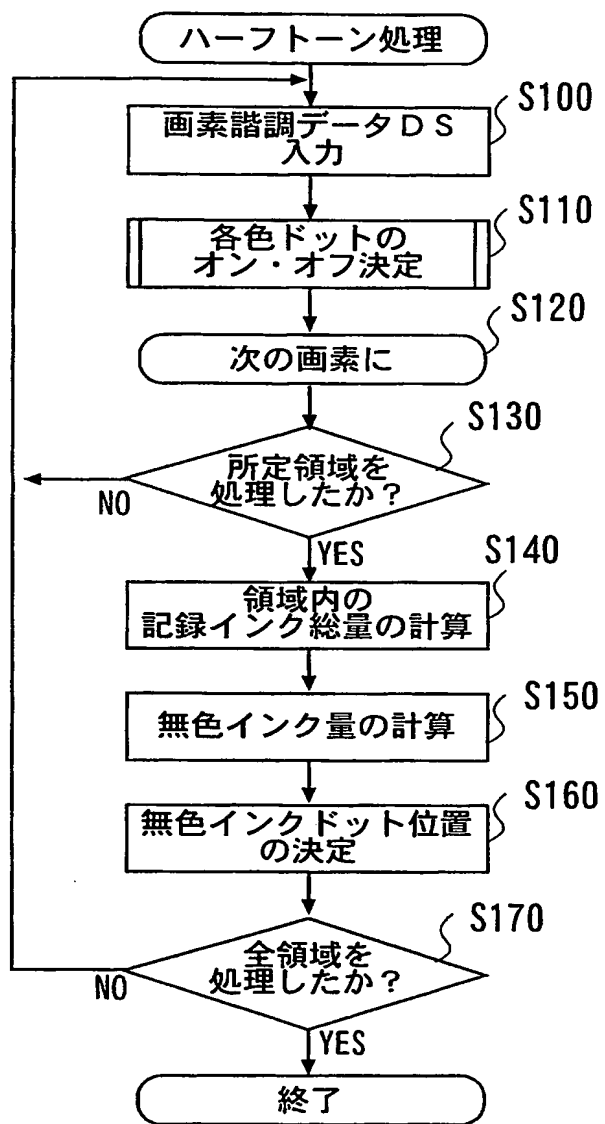 ハーフトーン処理
S100
画素諧調データDS
入力
S110
各色ドットの
オン・オフ決定
S120
次の画素に
S130
所定領域を
処理したか?
NO
YES
S140
領域内の
記録インク総量の計算
S150
無色インク量の計算
S160
無色インクドット位置
の決定
S170
全領域を
処理したか?
NO
YES
終了